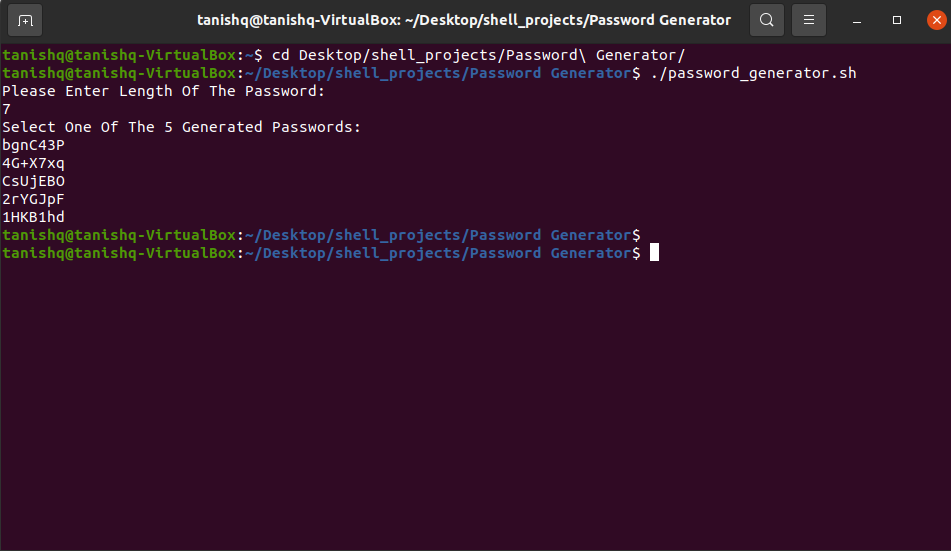 tanishq@tanishq-VirtualBox: ~/Desktop/shell_projects/Password Generator
tanishq@tanishq-VirtualBox:~$ cd Desktop/shell_projects/Password\ Generator/
tanishq@tanishq-VirtualBox:~/Desktop/shell_projects/Password Generator$ ./password_generator.sh
Please Enter Length Of The Password:
7
Select One Of The 5 Generated Passwords:
bgnC43P
4G+X7xq
CsUjEBO
2rYGJpF
1HKB1hd
tanishq@tanishq-VirtualBox:~/Desktop/shell_projects/Password Generator$
tanishq@tanishq-VirtualBox:~/Desktop/shell_projects/Password Generator$